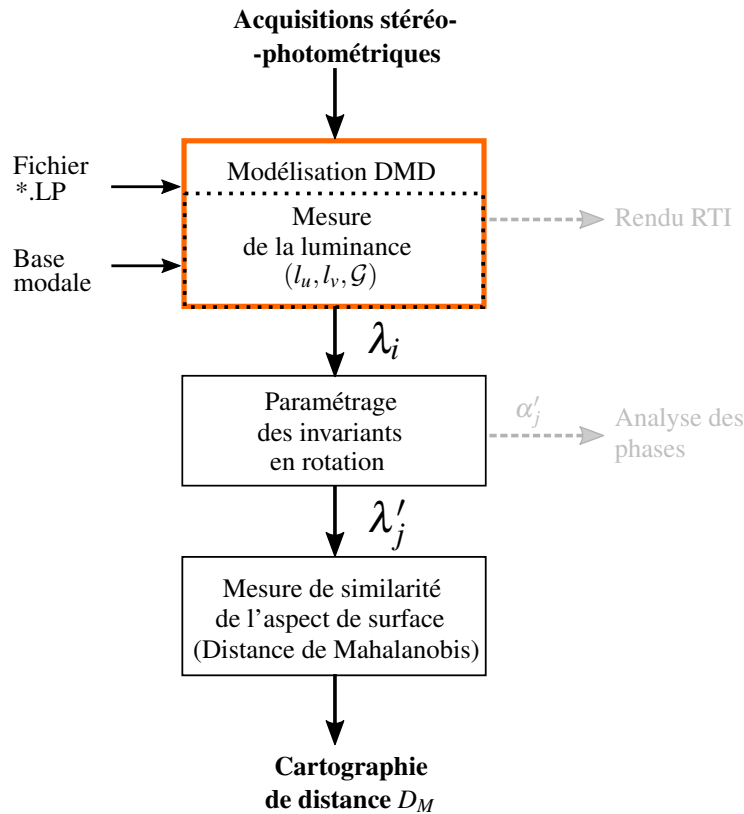 Acquisitions stéréo-
-photométriques
Fichier
*.LP
Modélisation DMD
Mesure
de la luminance
(l_u, l_v, 𝒢)
Rendu RTI
Base
modale
λ_i
Paramétrage
des invariants
en rotation
α′_j
Analyse des
phases
λ′_j
Mesure de similarité
de l'aspect de surface
(Distance de Mahalanobis)
Cartographie
de distance D_M